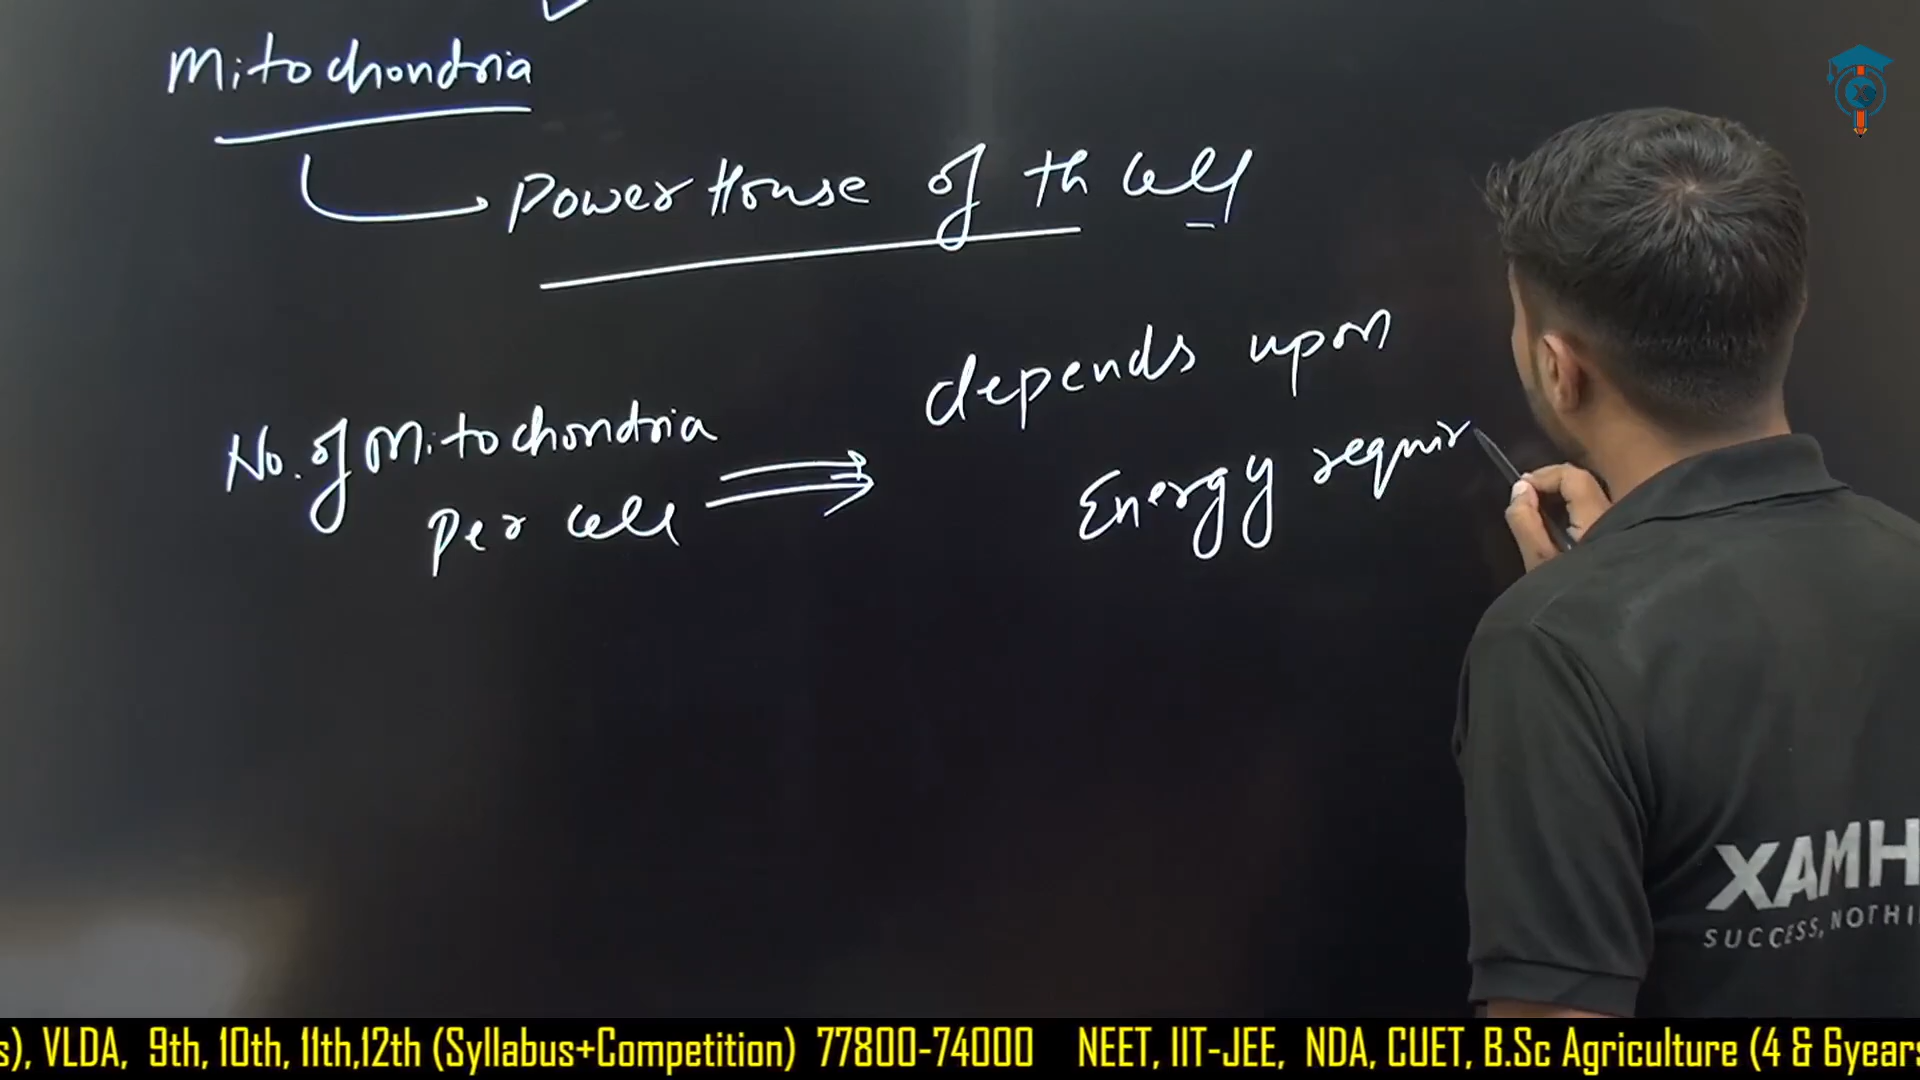 Mitochondria
Power House of th Cell
depends upon
No. of Mitochondria
Per cell
Energy requir
XAMH
SUCCESS, NOTHI
s), VLDA, 9th, 10th, 11th,12th (Syllabus+Competition) 77800-74000 NEET, IIT-JEE, NDA, CUET, B.Sc Agriculture (4 & 6years